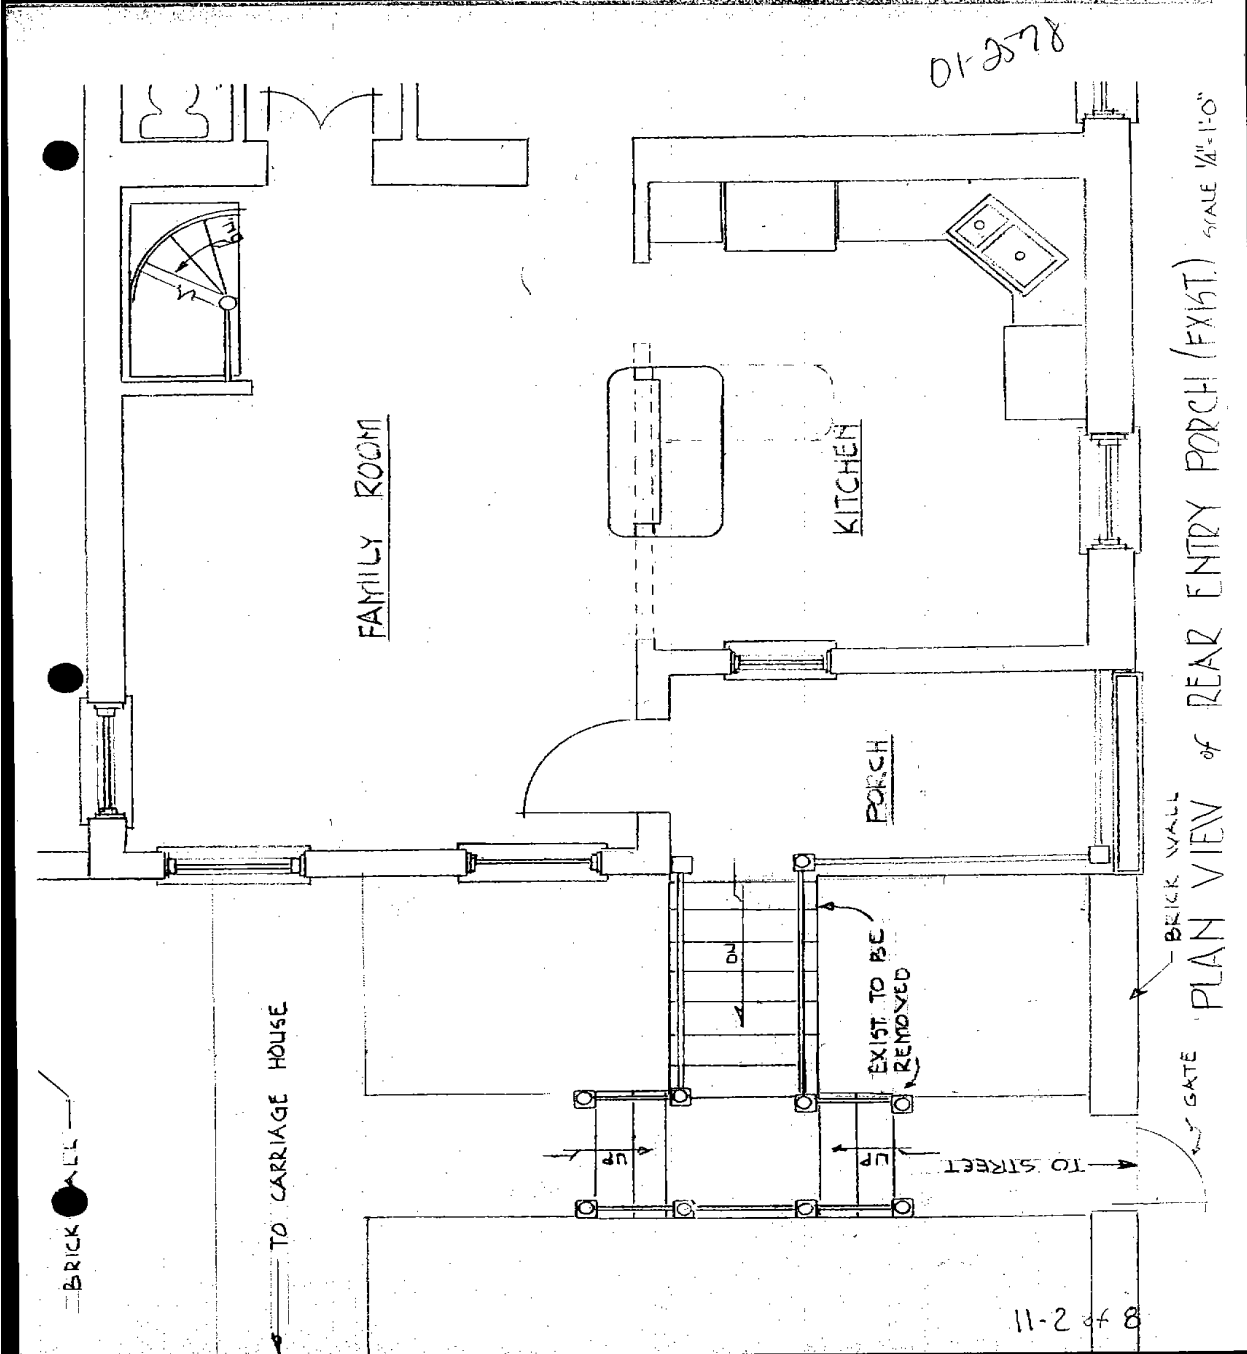 01-2578
PLAN VIEW of REAR ENTRY PORCH (EXIST.) SCALE 1/4"=1'-0"
FAMILY ROOM
KITCHEN
PORCH
UP
DN
EXIST. TO BE
REMOVED
UP
UP
TO STREET
GATE
BRICK WALL
TO CARRIAGE HOUSE
BRICK
11-2 of 8